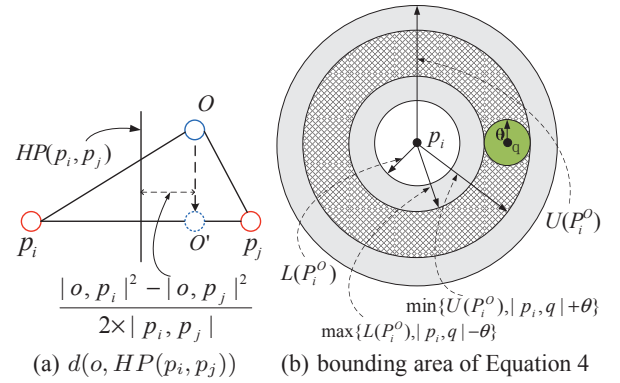 O
HP(p_i, p_j)
p_i
O'
p_j
| o, p_i |² − | o, p_j |²
2× | p_i, p_j |
(a) d(o, HP(p_i, p_j))
p_i
θ
q
L(P_i^O)
U(P_i^O)
min{U(P_i^O),| p_i, q | +θ}
max{L(P_i^O),| p_i, q | −θ}
(b) bounding area of Equation 4